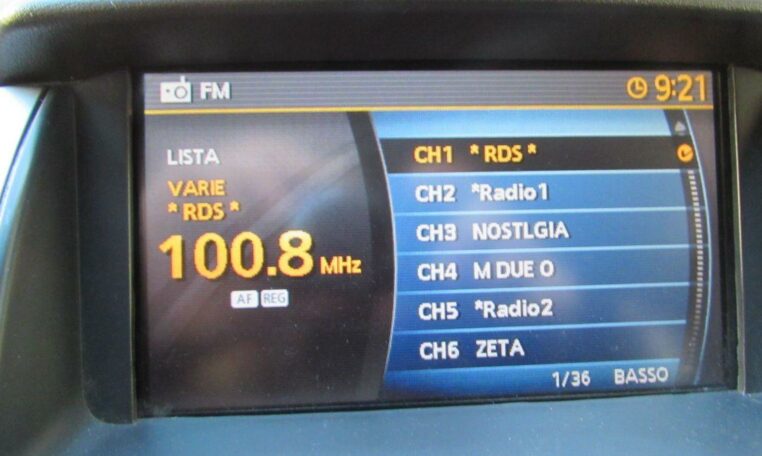 FM 9:21
LISTA
VARIE
* RDS *
100.8 MHz
AF REG
CH1 * RDS *
CH2 *Radio1
CH3 NOSTLGIA
CH4 M DUE O
CH5 *Radio2
CH6 ZETA
1/36 BASSO